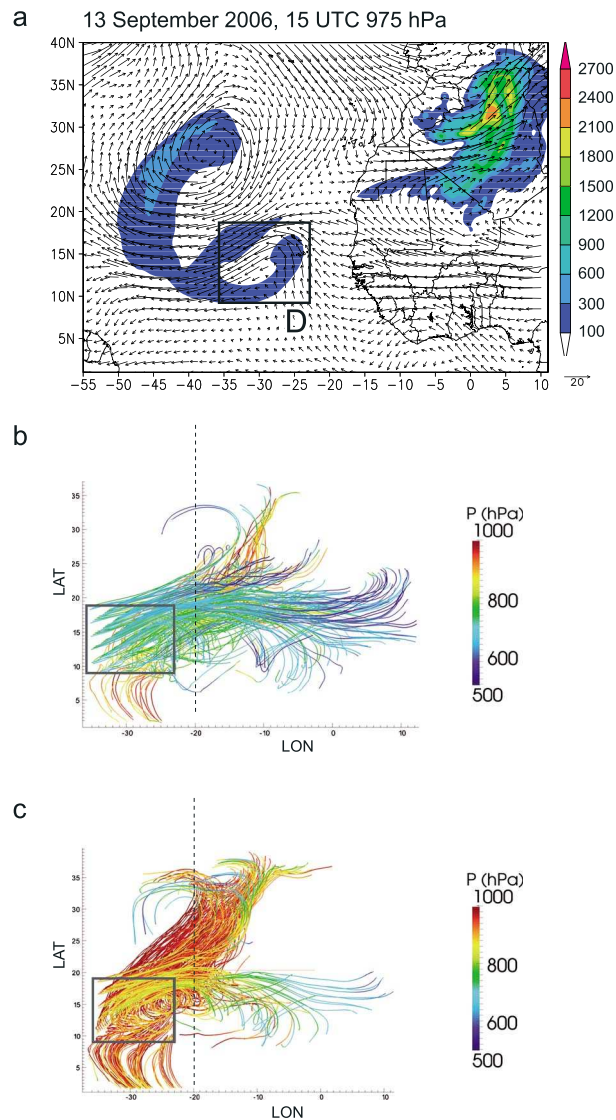 a
13 September 2006, 15 UTC 975 hPa
40N
35N
30N
25N
20N
15N
10N
5N
−55 −50 −45 −40 −35 −30 −25 −20 −15 −10 −5 0 5 10
D
2700
2400
2100
1800
1500
1200
900
600
300
100
20
b
LAT
35
30
25
20
15
10
5
-30 -20 -10 0 10
LON
P (hPa)
1000
800
600
500
c
LAT
35
30
25
20
15
10
5
-30 -20 -10 0 10
LON
P (hPa)
1000
800
600
500